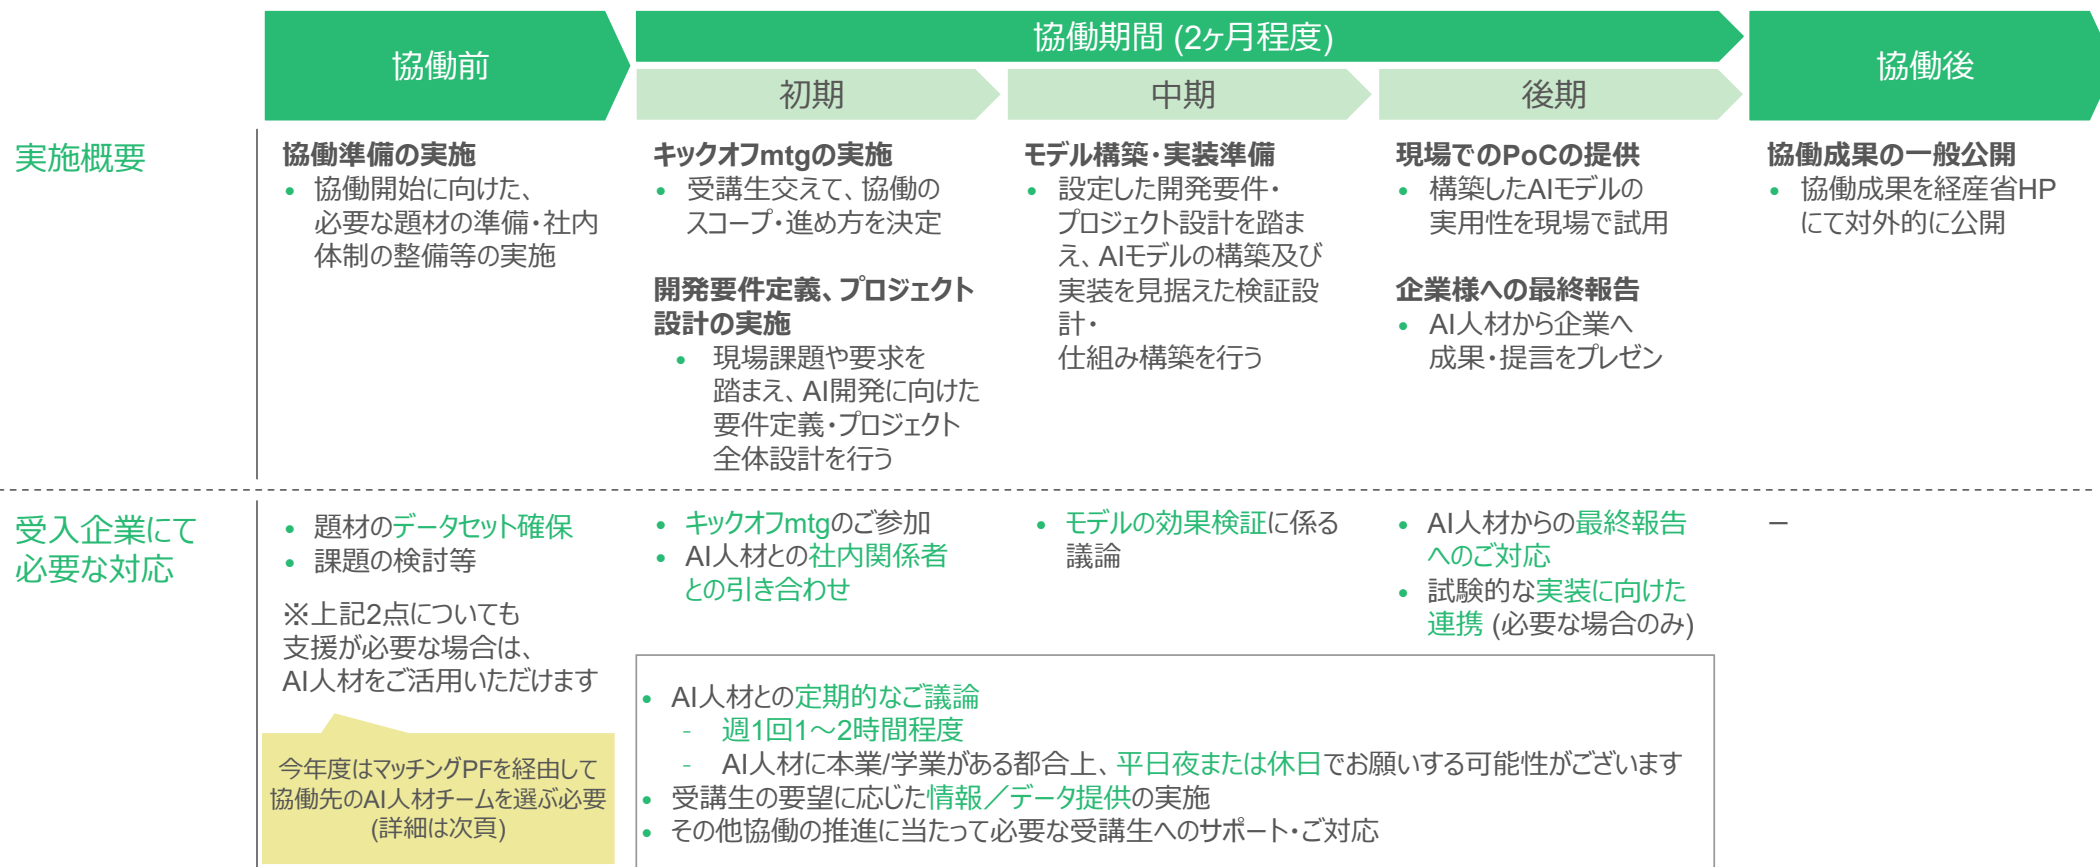 協働前
協働期間 (2ヶ月程度)
初期
中期
後期
協働後
実施概要
協働準備の実施
• 協働開始に向けた、
必要な題材の準備・社内
体制の整備等の実施
キックオフmtgの実施
• 受講生交えて、協働の
スコープ・進め方を決定
開発要件定義、プロジェクト
設計の実施
• 現場課題や要求を
踏まえ、AI開発に向けた
要件定義・プロジェクト
全体設計を行う
モデル構築・実装準備
• 設定した開発要件・
プロジェクト設計を踏ま
え、AIモデルの構築及び
実装を見据えた検証設
計・
仕組み構築を行う
現場でのPoCの提供
• 構築したAIモデルの
実用性を現場で試用
企業様への最終報告
• AI人材から企業へ
成果・提言をプレゼン
協働成果の一般公開
• 協働成果を経産省HP
にて対外的に公開
受入企業にて
必要な対応
• 題材のデータセット確保
• 課題の検討等
※上記2点についても
支援が必要な場合は、
AI人材をご活用いただけます
今年度はマッチングPFを経由して
協働先のAI人材チームを選ぶ必要
(詳細は次頁)
• キックオフmtgのご参加
• AI人材との社内関係者
との引き合わせ
• モデルの効果検証に係る
議論
• AI人材からの最終報告
へのご対応
• 試験的な実装に向けた
連携 (必要な場合のみ)
–
• AI人材との定期的なご議論
- 週1回1～2時間程度
- AI人材に本業/学業がある都合上、平日夜または休日でお願いする可能性がございます
• 受講生の要望に応じた情報／データ提供の実施
• その他協働の推進に当たって必要な受講生へのサポート・ご対応